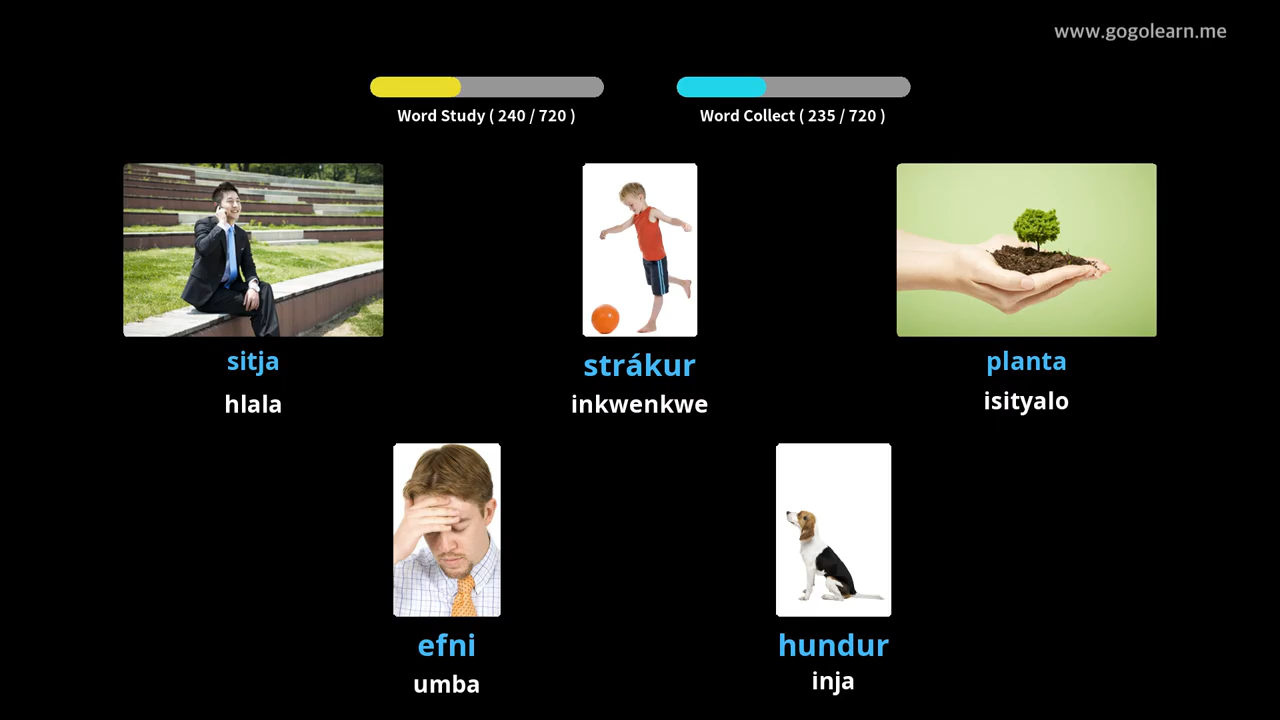 www.gogolearn.me
Word Study ( 240 / 720 )
Word Collect ( 235 / 720 )
sitja
hlala
strákur
inkwenkwe
planta
isityalo
efni
umba
hundur
inja